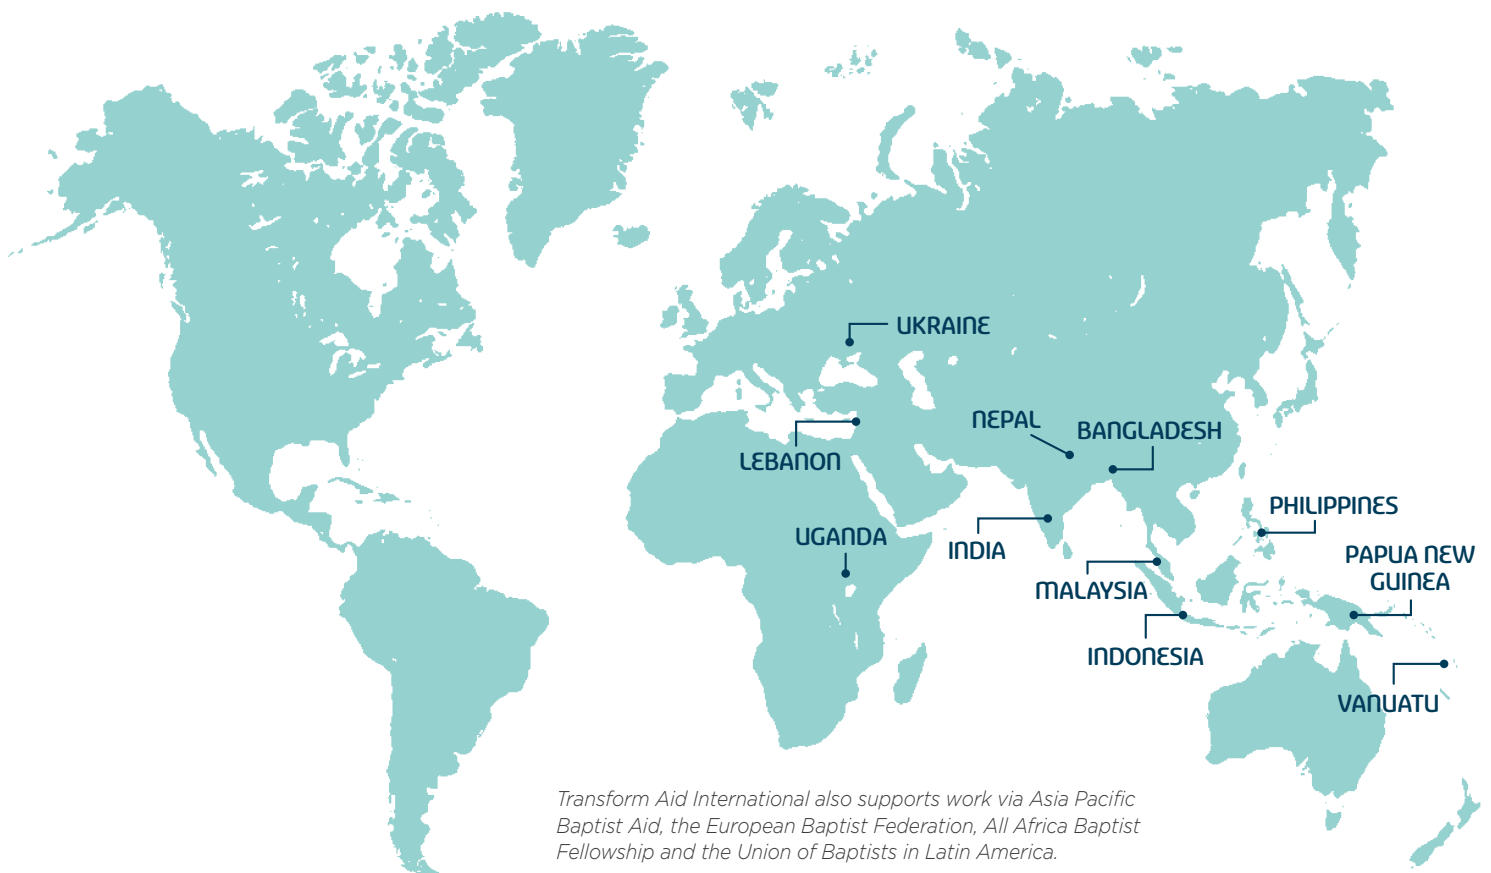 UKRAINE
NEPAL
BANGLADESH
LEBANON
PHILIPPINES
UGANDA
INDIA
PAPUA NEW
GUINEA
MALAYSIA
INDONESIA
VANUATU
Transform Aid International also supports work via Asia Pacific
Baptist Aid, the European Baptist Federation, All Africa Baptist
Fellowship and the Union of Baptists in Latin America.